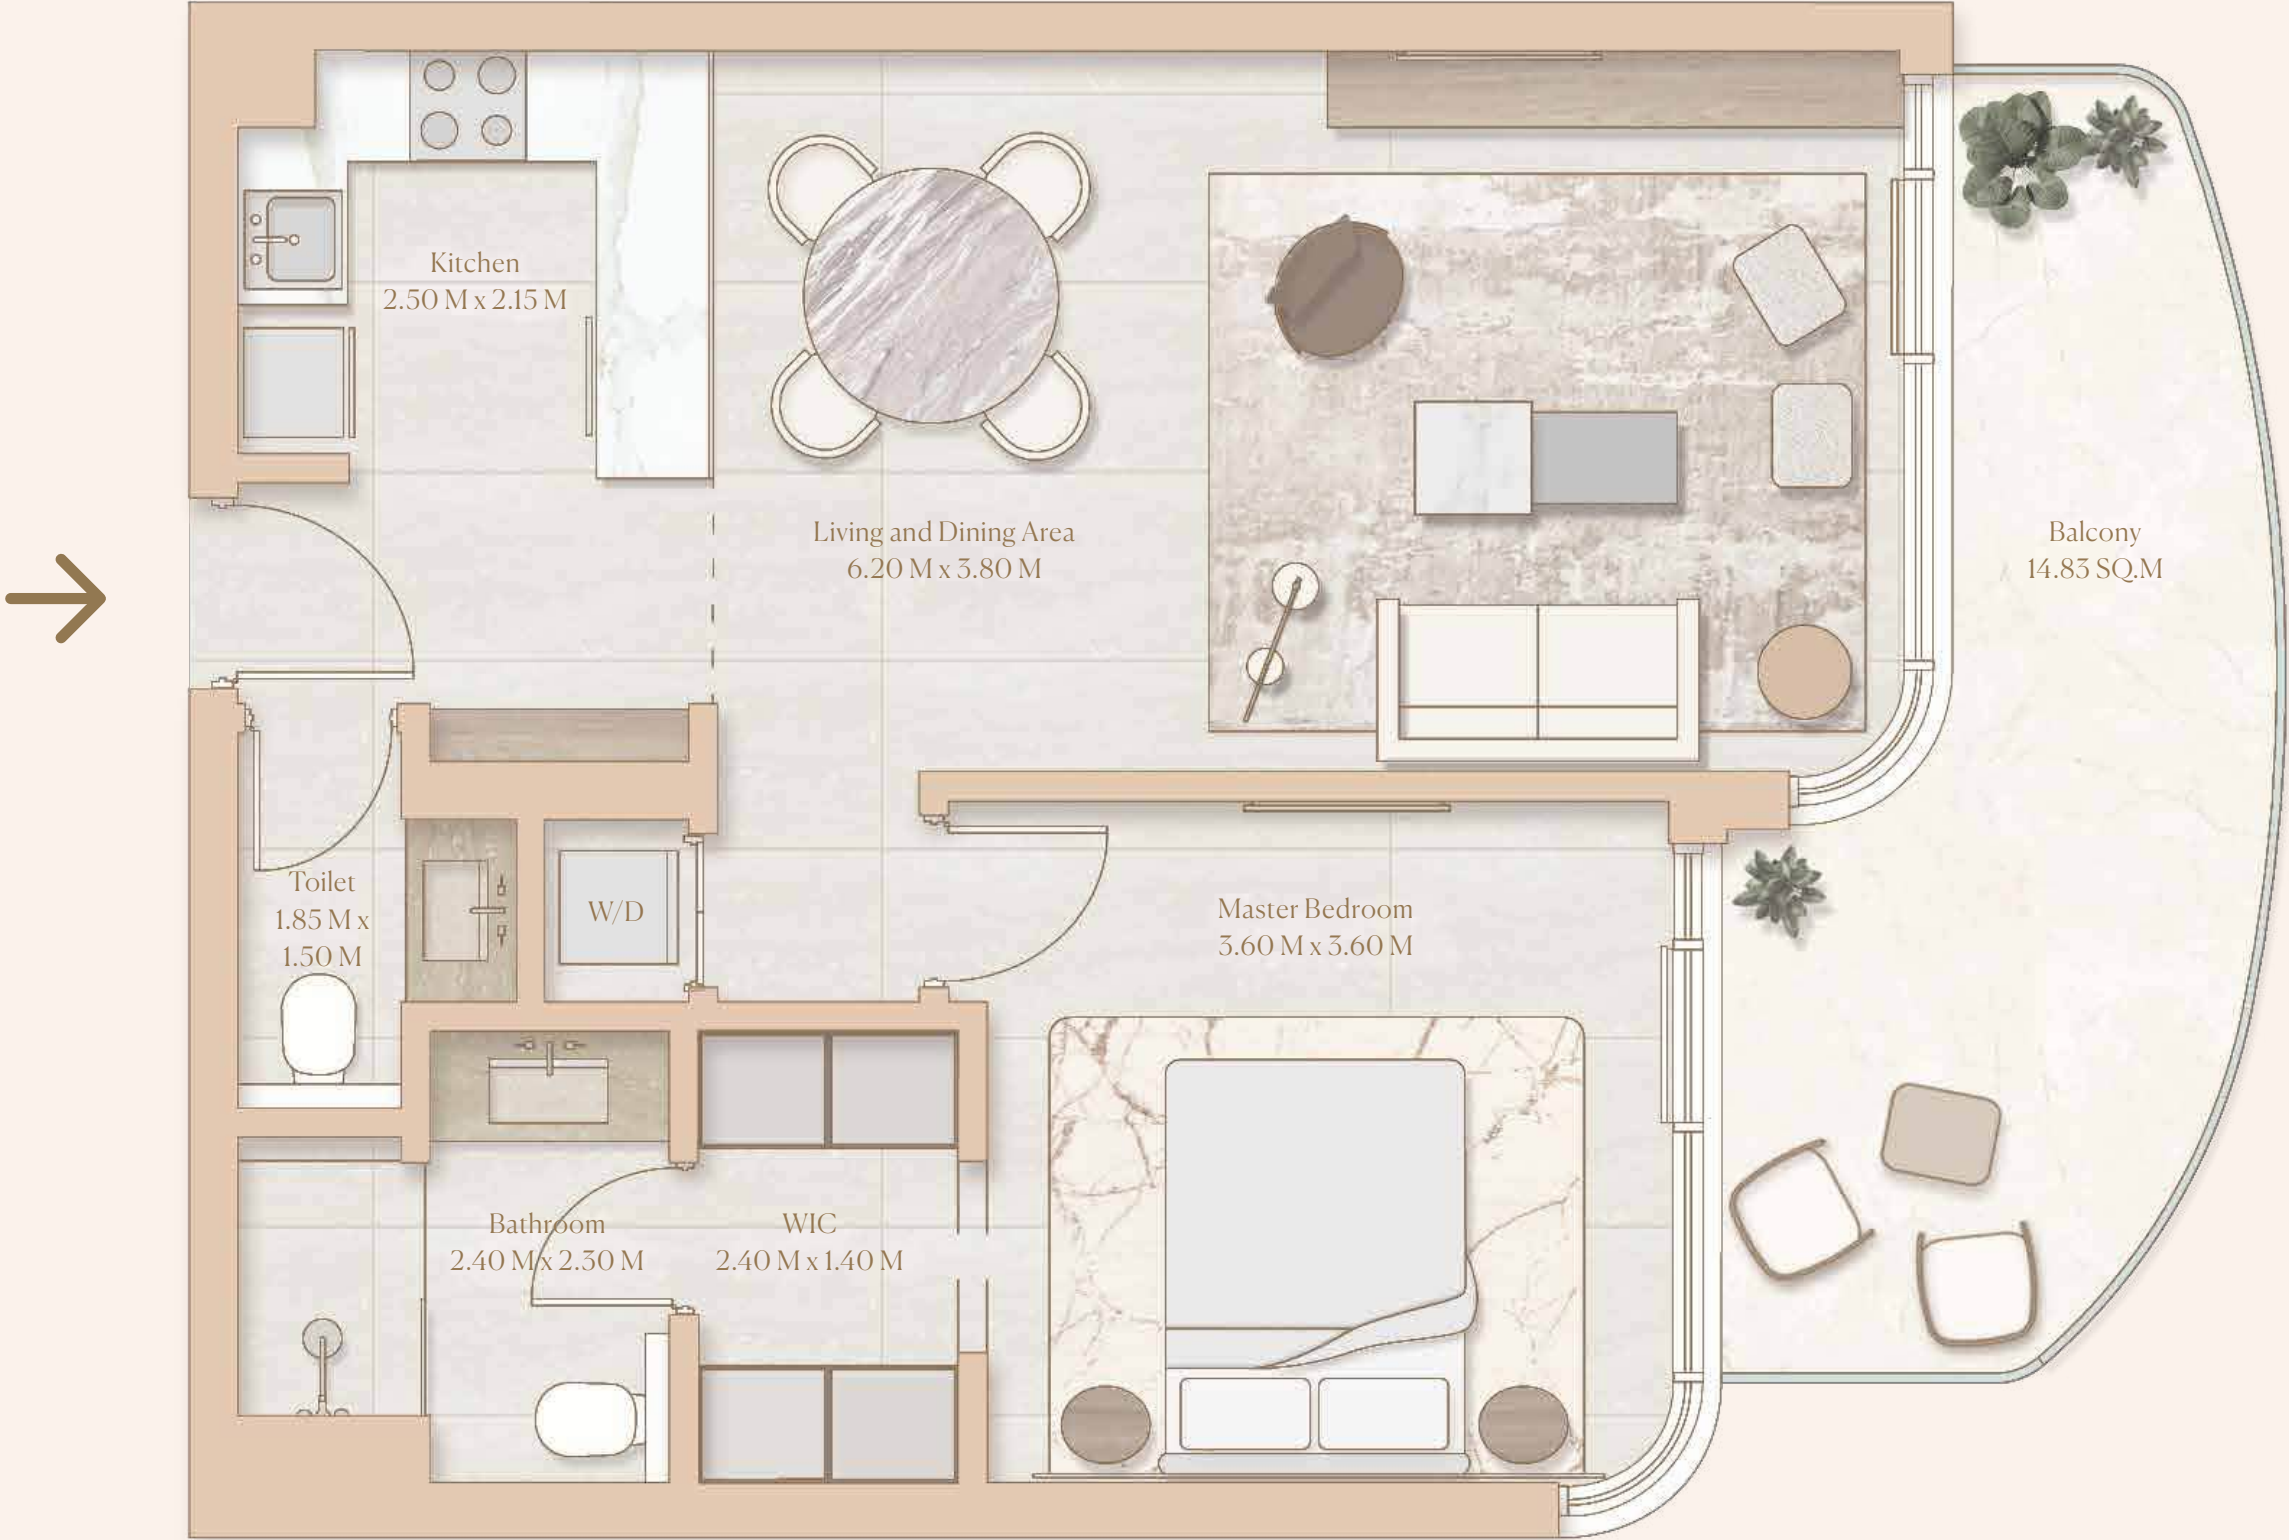 Kitchen
2.50 M x 2.15 M
Living and Dining Area
6.20 M x 3.80 M
Balcony
14.83 SQ.M
Toilet
1.85 M x
1.50 M
W/D
Master Bedroom
3.60 M x 3.60 M
Bathroom
2.40 M x 2.30 M
WIC
2.40 M x 1.40 M